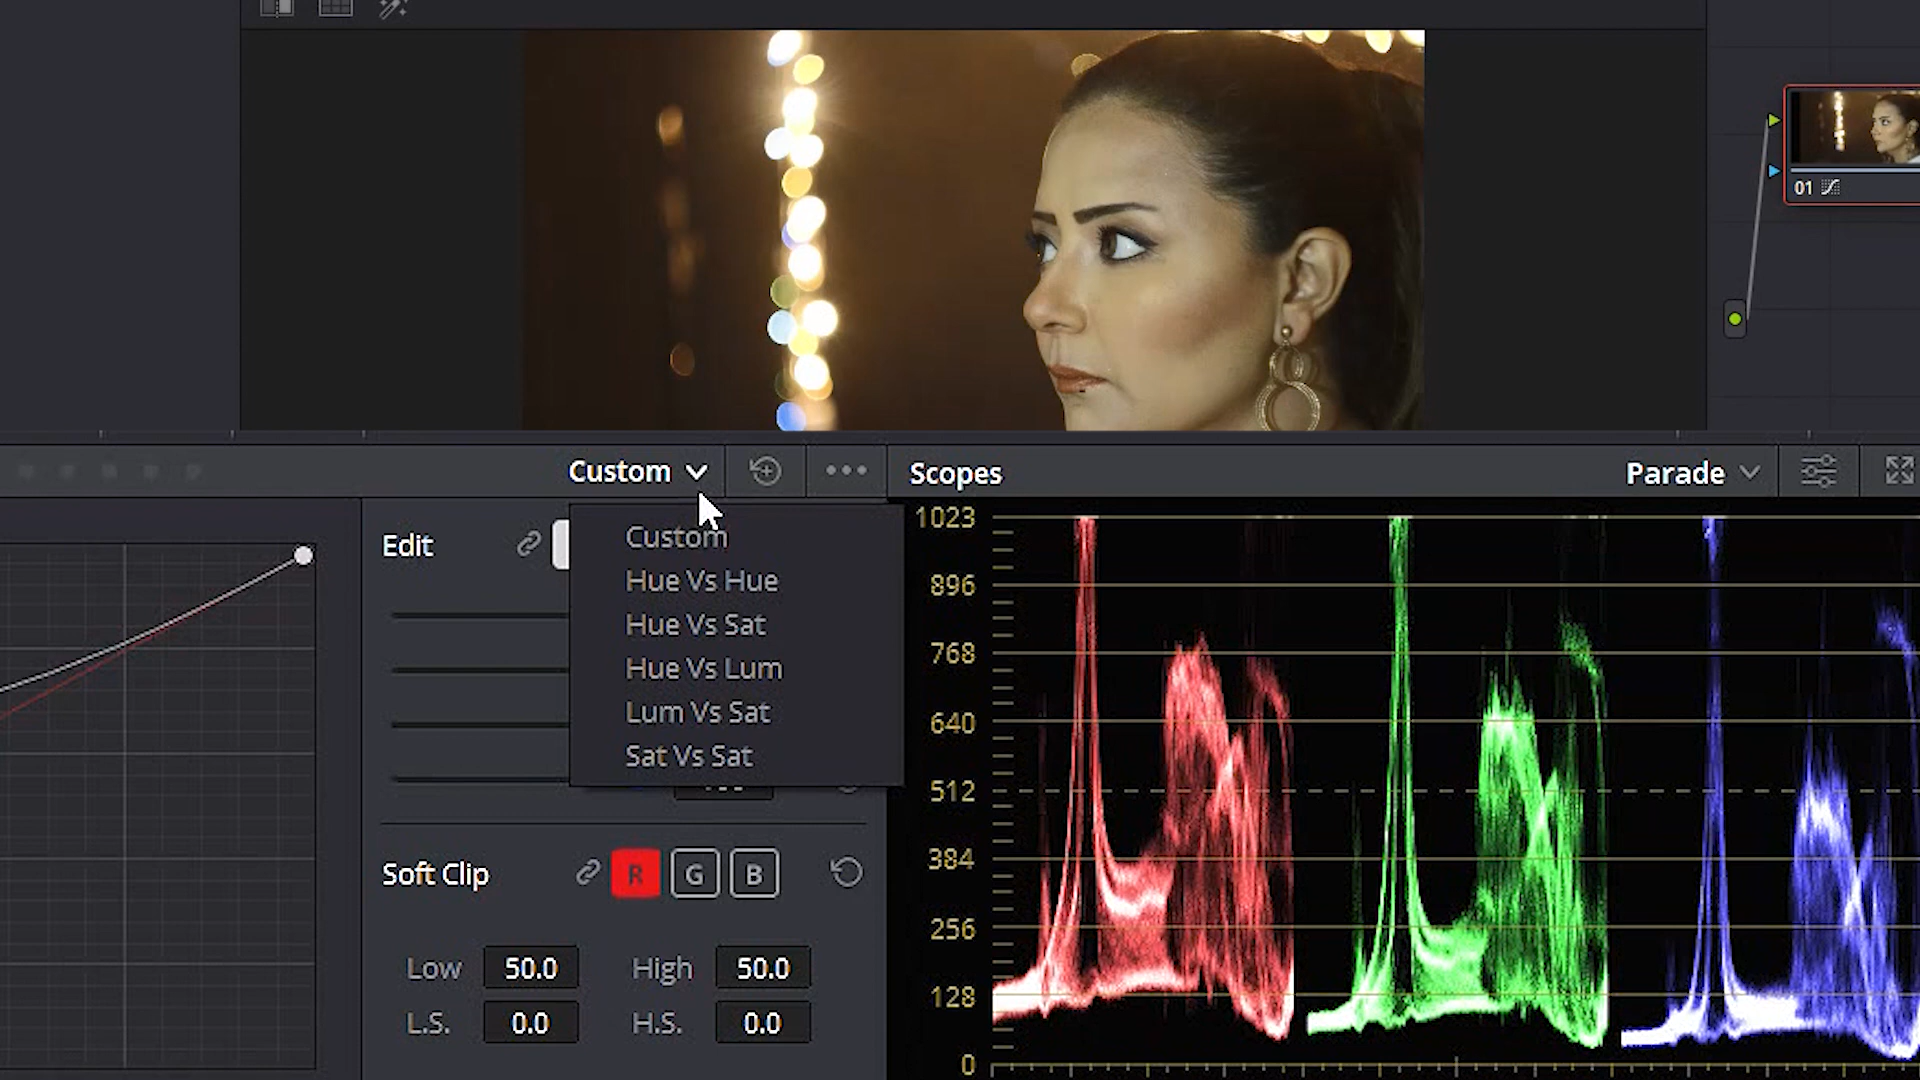 01
Custom
Scopes
Parade
Edit
Custom
Hue Vs Hue
Hue Vs Sat
Hue Vs Lum
Lum Vs Sat
Sat Vs Sat
Soft Clip
R
G
B
Low
50.0
High
50.0
L.S.
0.0
H.S.
0.0
1023
896
768
640
512
384
256
128
0